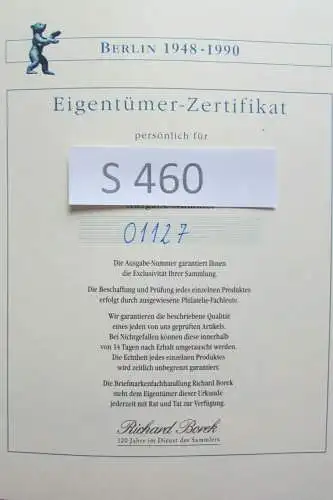 BERLIN 1948-1990
Eigentümer-Zertifikat
persönlich für
S 460
01127
Die Ausgabe-Nummer garantiert Ihnen
die Exclusivität Ihrer Sammlung.
Die Beschaffung und Prüfung jedes einzelnen Produktes
erfolgt durch ausgewiesene Philatelie-Fachleute.
Wir garantieren die beschriebene Qualität
eines jeden von uns geprüften Artikels.
Bei Nichtgefallen können diese innerhalb
von 14 Tagen nach Erhalt umgetauscht werden.
Die Echtheit jedes einzelnen Produktes
wird zeitlich unbegrenzt garantiert.
Die Briefmarkenfachhandlung Richard Borek
steht dem Eigentümer dieser Urkunde
jederzeit mit Rat und Tat zur Verfügung.
Richard Borek
120 Jahre im Dienst des Sammlers